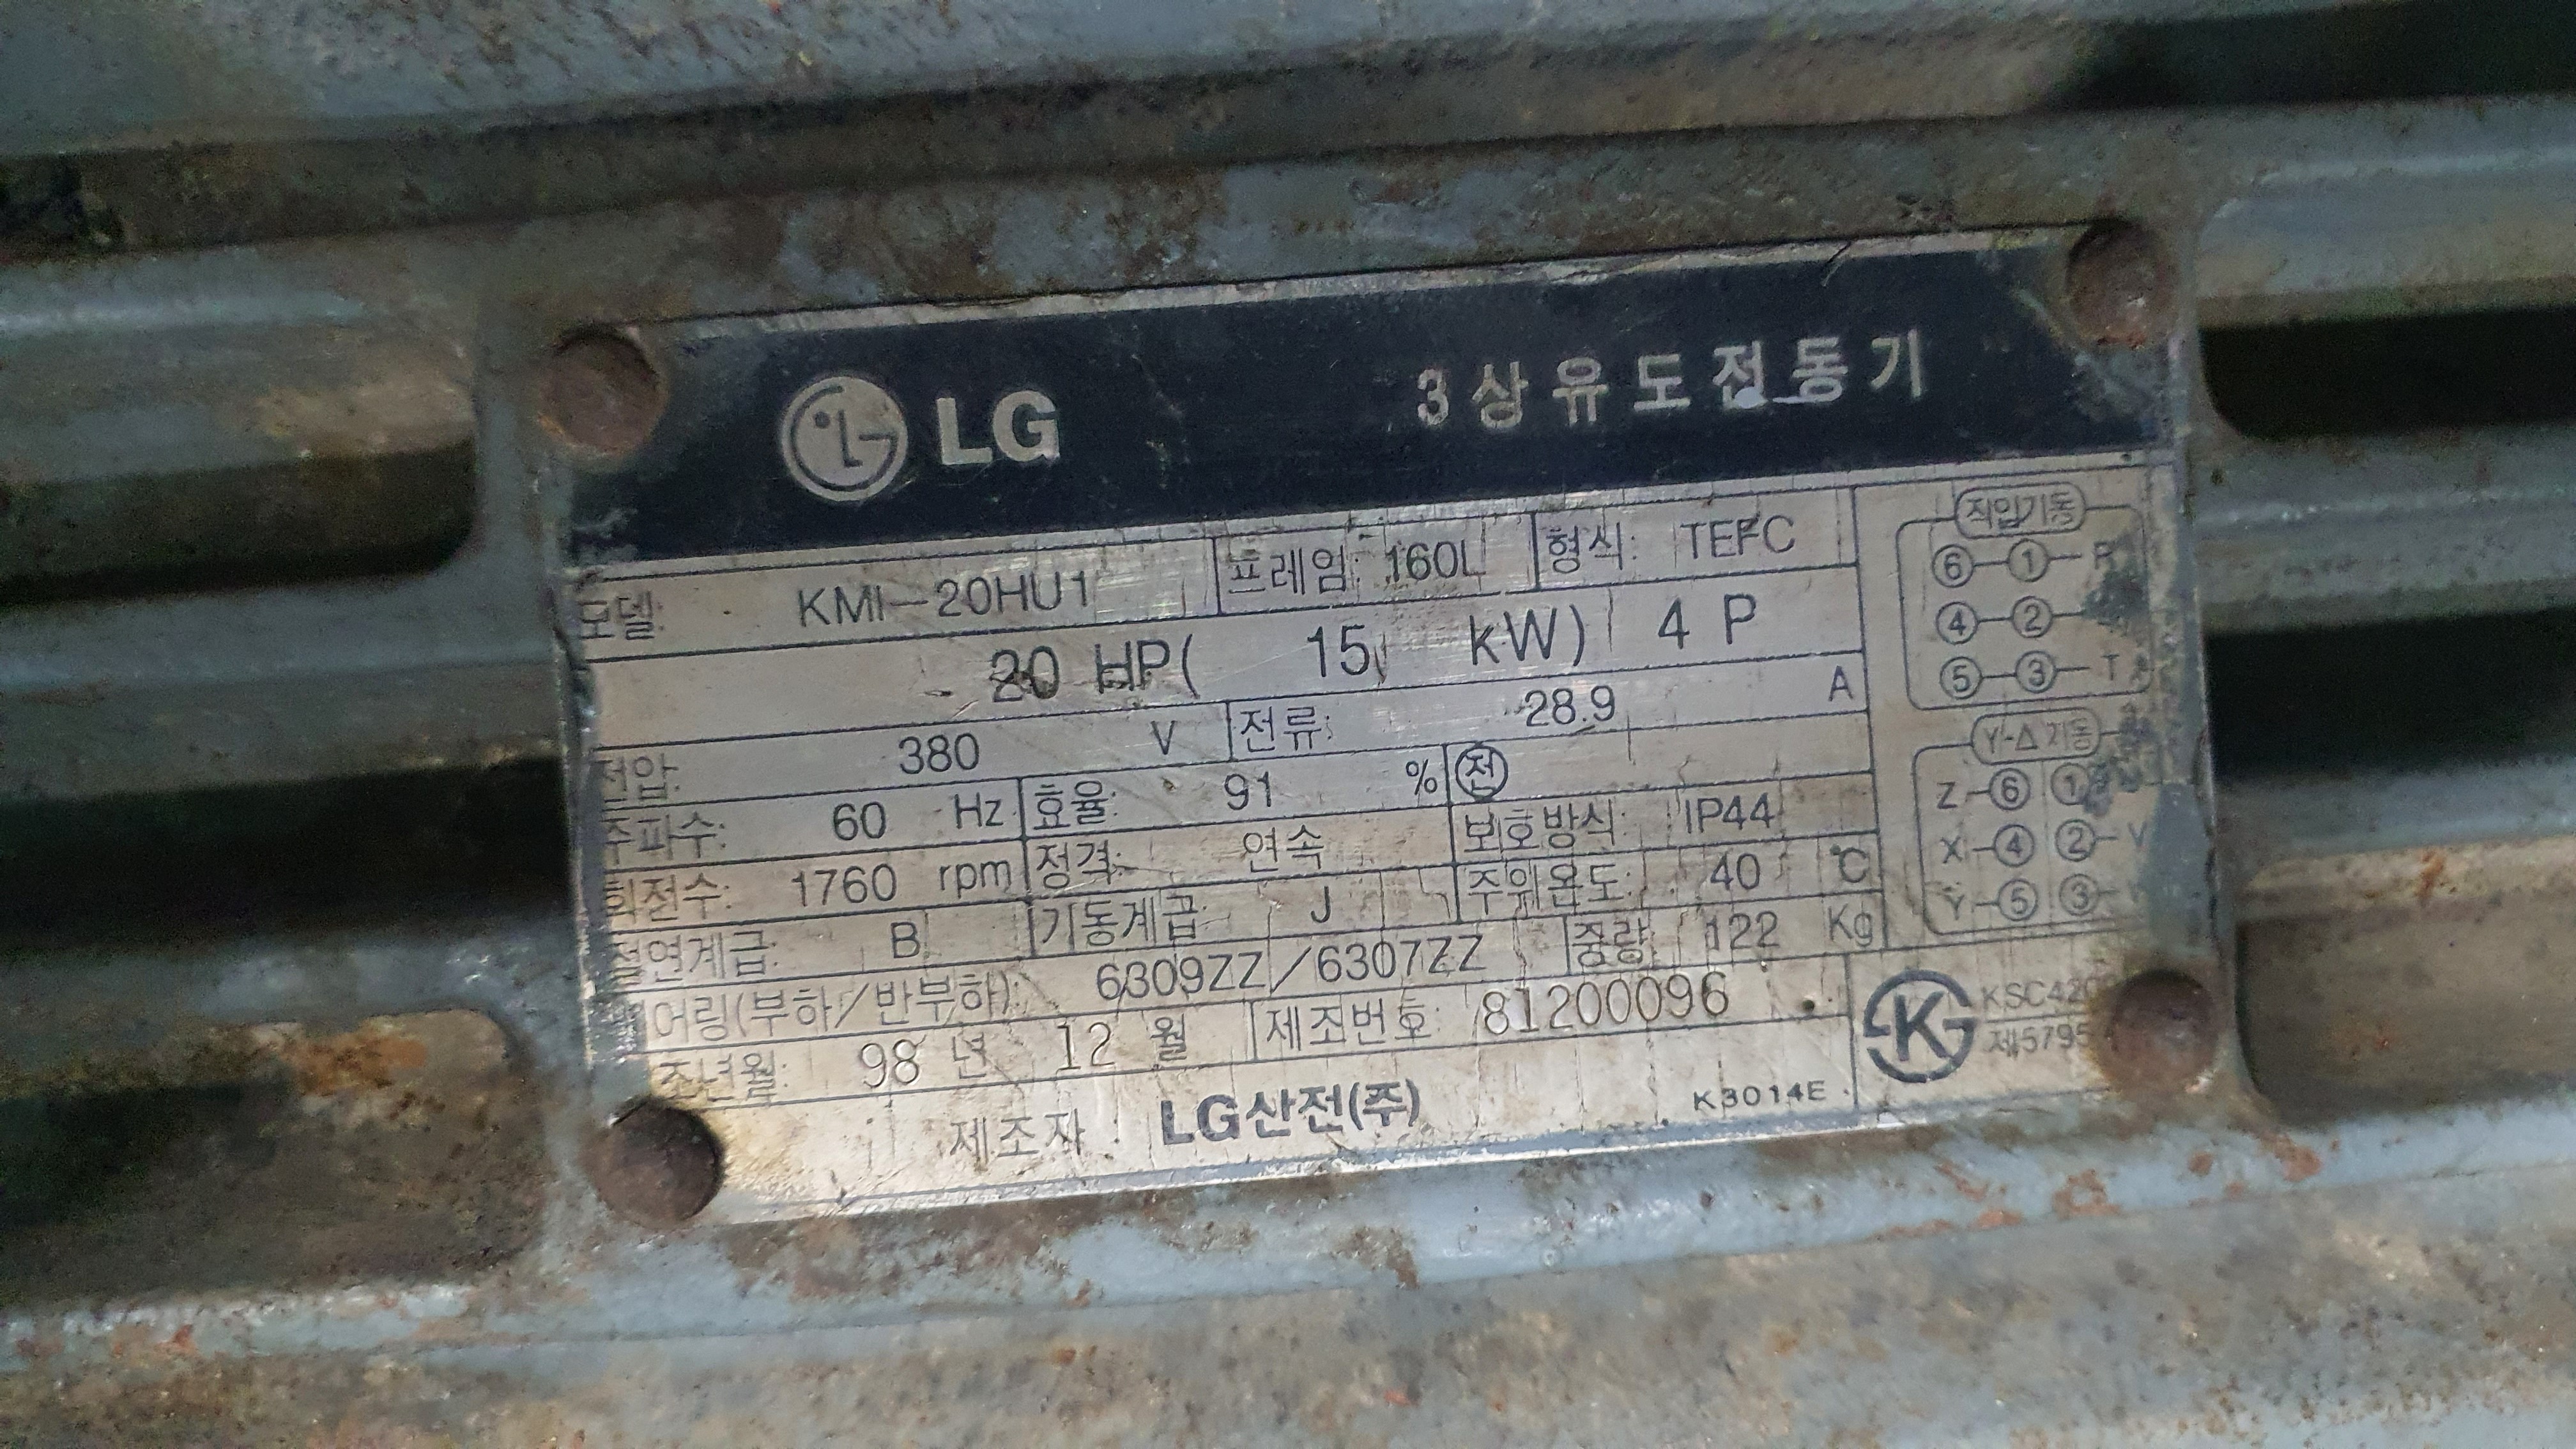 LG 3상유도전동기
모델: KMI-20HU1 프레임: 160L 형식: TEFC
20 HP( 15 kW) 4 P
전압: 380 V 전류: 28.9 A
주파수: 60 Hz 효율: 91 % 전
회전수: 1760 rpm 정격: 연속 보호방식: IP44
절연계급: B 기동계급: J 주위온도: 40 ℃
베어링(부하/반부하): 6309ZZ/6307ZZ 중량: 122 Kg
제조년월: 98 년 12 월 제조번호: 81200096
제조자: LG산전(주) K3014E
직입기동
⑥-①-R
④-②-
⑤-③-T
Y-Δ 기동
Z-⑥ ①-
X-④ ②-V
Y-⑤ ③-
K